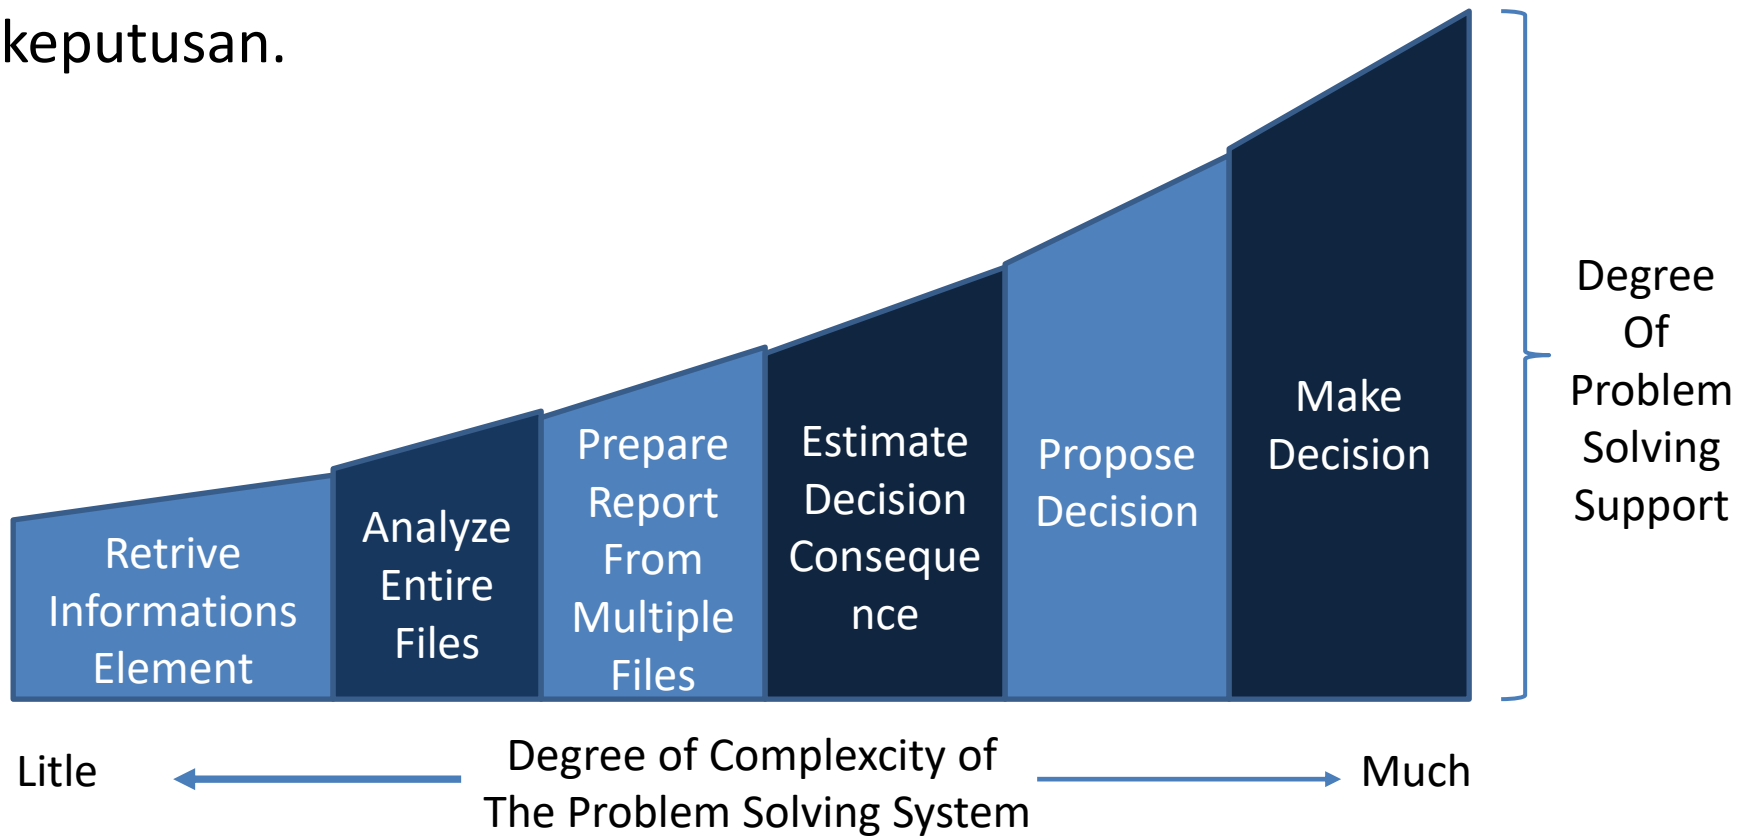 keputusan.
Retrive
Informations
Element
Analyze
Entire
Files
Prepare
Report
From
Multiple
Files
Estimate
Decision
Conseque
nce
Propose
Decision
Make
Decision
Degree
Of
Problem
Solving
Support
Litle
Degree of Complexcity of
The Problem Solving System
Much